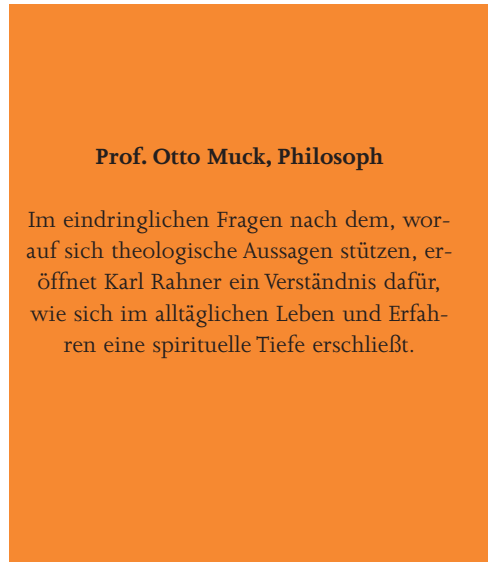 Prof. Otto Muck, Philosoph
Im eindringlichen Fragen nach dem, wor-
auf sich theologische Aussagen stützen, er-
öffnet Karl Rahner ein Verständnis dafür,
wie sich im alltäglichen Leben und Erfah-
ren eine spirituelle Tiefe erschließt.